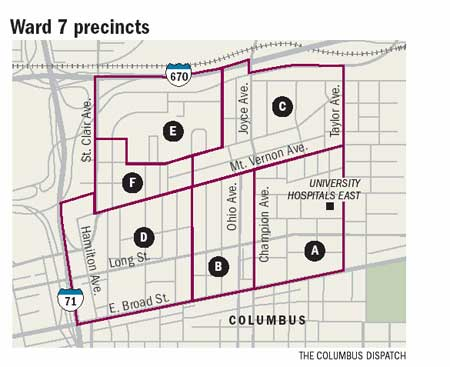 Ward 7 precincts
670
St. Clair Ave.
Joyce Ave.
C
Taylor Ave.
E
Mt. Vernon Ave.
F
UNIVERSITY
HOSPITALS EAST
Ohio Ave.
Champion Ave.
Hamilton Ave.
D
Long St.
B
A
71
E. Broad St.
COLUMBUS
THE COLUMBUS DISPATCH